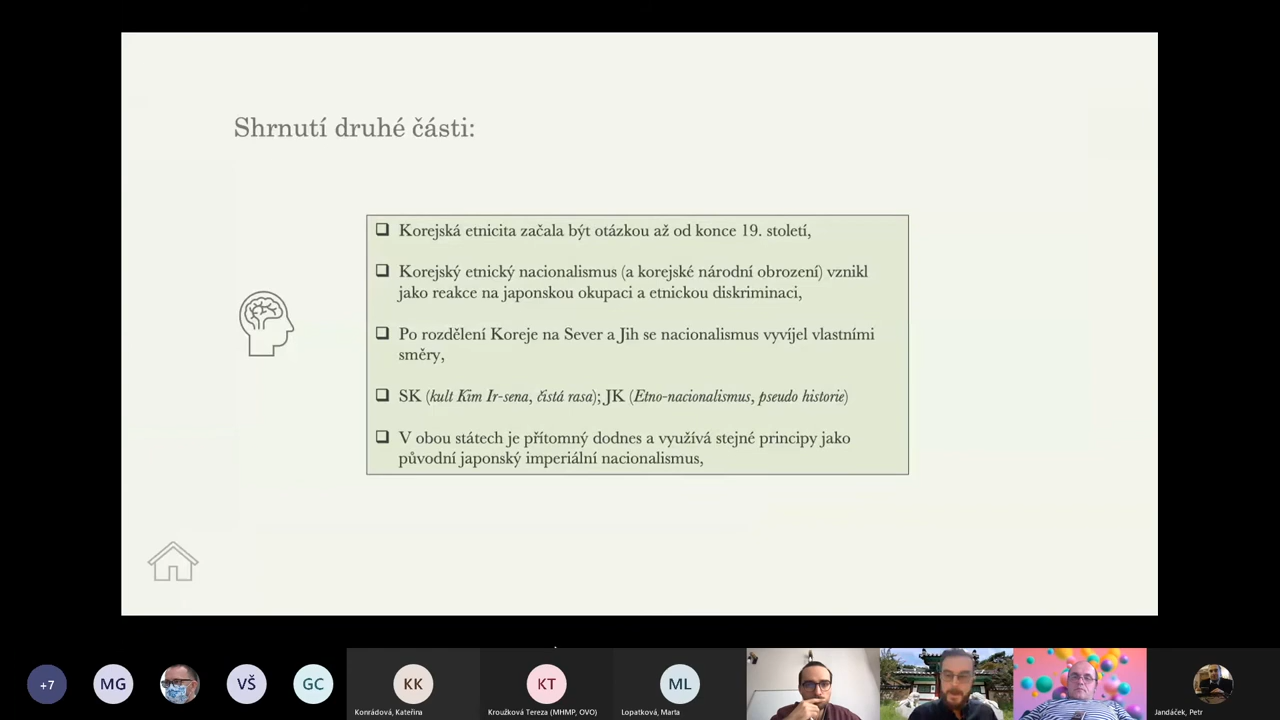 Shrnutí druhé části:
Korejská etnicita začala být otázkou až od konce 19. století,
Korejský etnický nacionalismus (a korejské národní obrození) vznikl
jako reakce na japonskou okupaci a etnickou diskriminaci,
Po rozdělení Koreje na Sever a Jih se nacionalismus vyvíjel vlastními
směry,
SK (kult Kim Ir-sena, čistá rasa); JK (Etno-nacionalismus, pseudo historie)
V obou státech je přítomný dodnes a využívá stejné principy jako
původní japonský imperiální nacionalismus,
+7
MG
VŠ
GC
KK
KT
ML
Konrádová, Kateřina
Kroužková Tereza (MHMP, OVO)
Lopatková, Marta
Jandáček, Petr